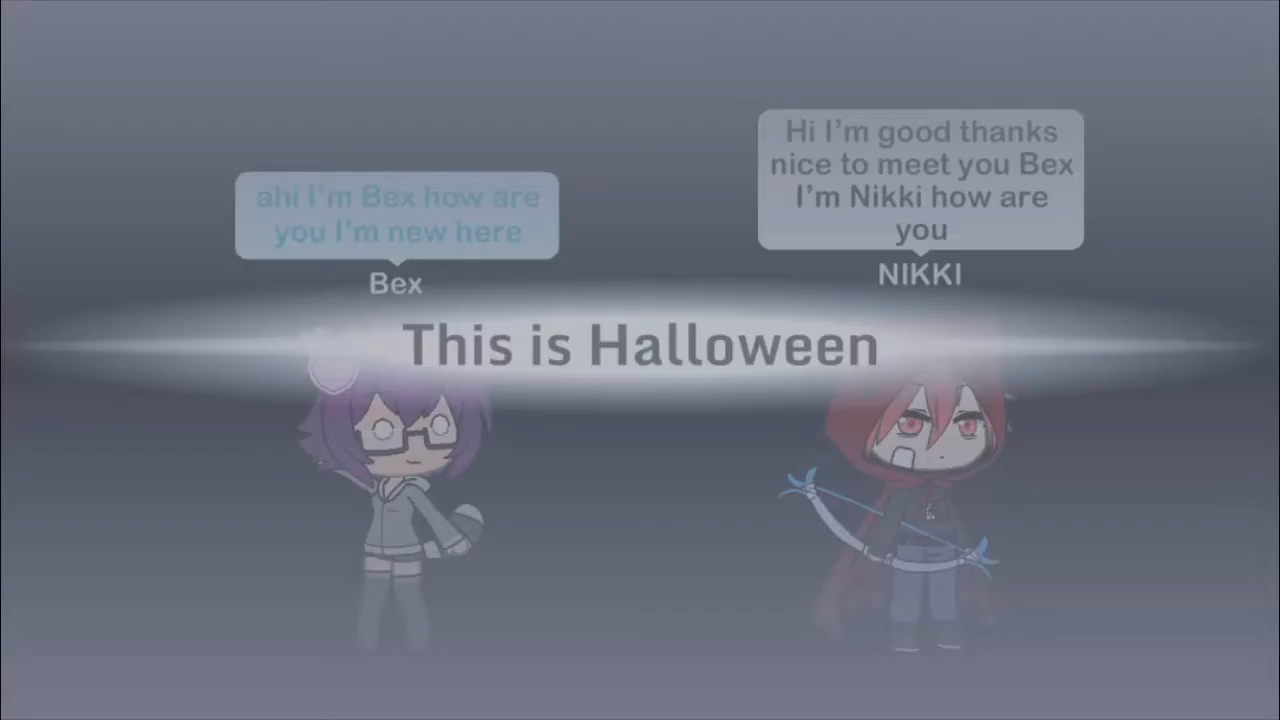 ahi I'm Bex how are
you I'm new here
Bex
Hi I'm good thanks
nice to meet you Bex
I'm Nikki how are
you
NIKKI
This is Halloween